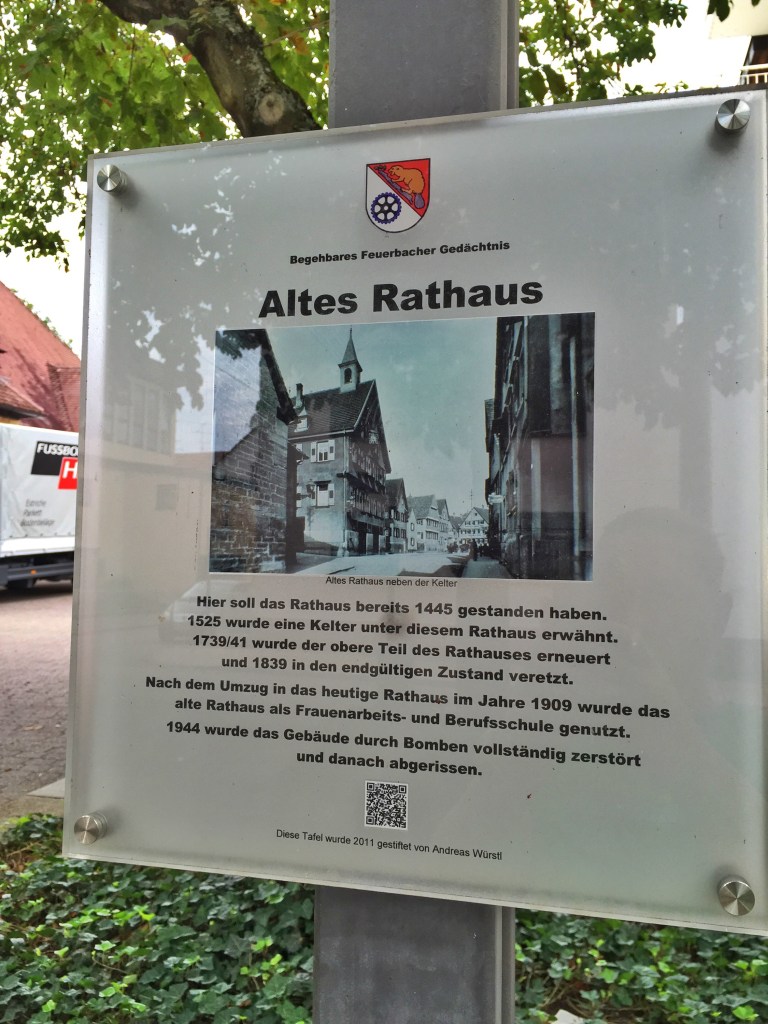 Begehbares Feuerbacher Gedächtnis
Altes Rathaus
FUSSBO
H
Estriche
Parkett
Altes Rathaus neben der Kelter
Hier soll das Rathaus bereits 1445 gestanden haben.
1525 wurde eine Kelter unter diesem Rathaus erwähnt.
1739/41 wurde der obere Teil des Rathauses erneuert
und 1839 in den endgültigen Zustand veretzt.
Nach dem Umzug in das heutige Rathaus im Jahre 1909 wurde das
alte Rathaus als Frauenarbeits- und Berufsschule genutzt.
1944 wurde das Gebäude durch Bomben vollständig zerstört
und danach abgerissen.
Diese Tafel wurde 2011 gestiftet von Andreas Würstl